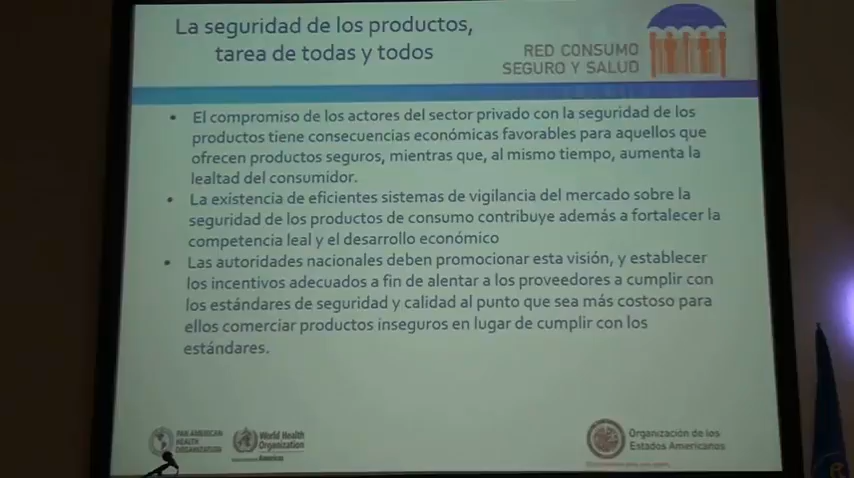 La seguridad de los productos,
tarea de todas y todos
RED CONSUMO
SEGURO Y SALUD
• El compromiso de los actores del sector privado con la seguridad de los
productos tiene consecuencias económicas favorables para aquellos que
ofrecen productos seguros, mientras que, al mismo tiempo, aumenta la
lealtad del consumidor.
• La existencia de eficientes sistemas de vigilancia del mercado sobre la
seguridad de los productos de consumo contribuye además a fortalecer la
competencia leal y el desarrollo económico
• Las autoridades nacionales deben promocionar esta visión, y establecer
los incentivos adecuados a fin de alentar a los proveedores a cumplir con
los estándares de seguridad y calidad al punto que sea más costoso para
ellos comerciar productos inseguros en lugar de cumplir con los
estándares.
PAN AMERICAN
HEALTH
ORGANIZATION
World Health
Organization
Americas
Organización de los
Estados Americanos